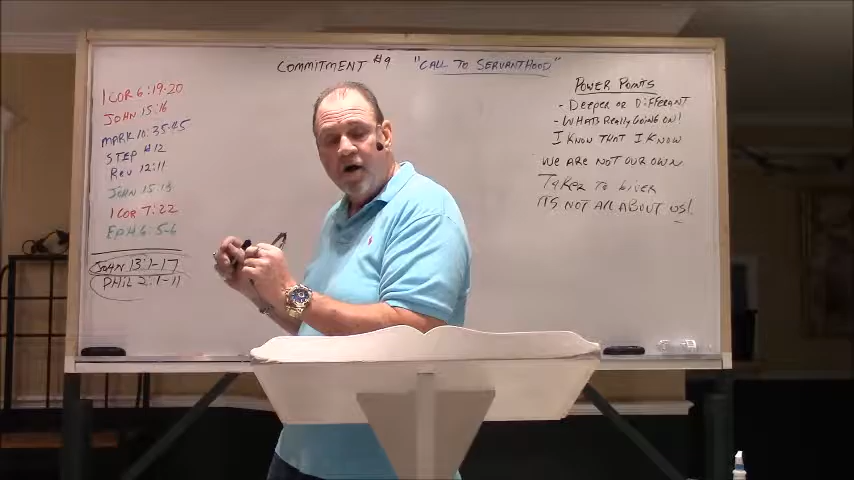 COMMITMENT #9 "CALL TO SERVANTHOOD"
1 COR 6:19-20
JOHN 15:16
MARK 10:35-45
STEP #12
REV 12:11
JOHN 15:13
1 COR 7:22
EPH 6:5-6
JOHN 13:1-17
PHIL 2:1-11
POWER POINTS
- DEEPER OR DIFFERANT
- WHATS REALLY GOING ON!
I KNOW THAT I KNOW
WE ARE NOT OUR OWN
TAKER TO GIVER
ITS NOT ALL ABOUT US!